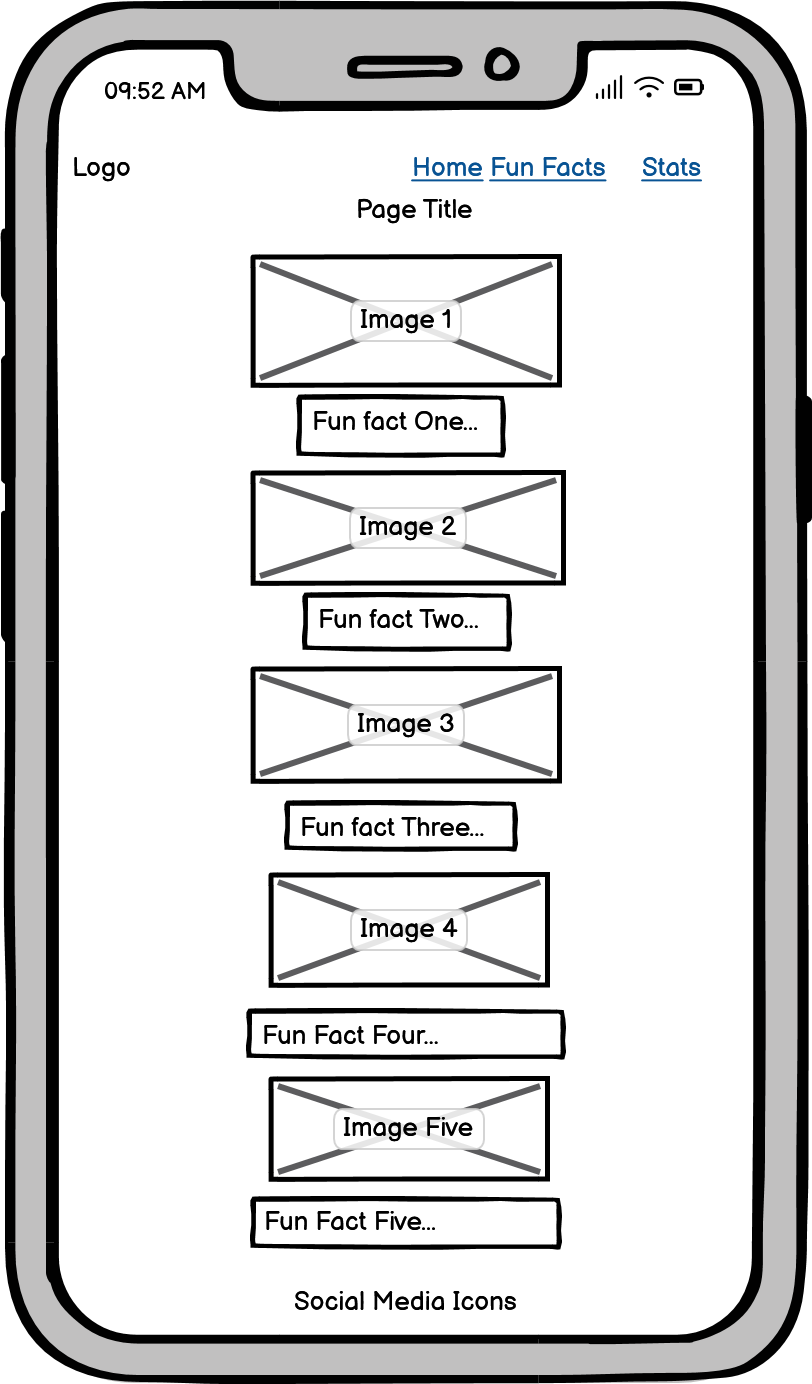 09:52 AM
Logo
Home Fun Facts Stats
Page Title
Image 1
Fun fact One...
Image 2
Fun fact Two...
Image 3
Fun fact Three...
Image 4
Fun Fact Four...
Image Five
Fun Fact Five...
Social Media Icons